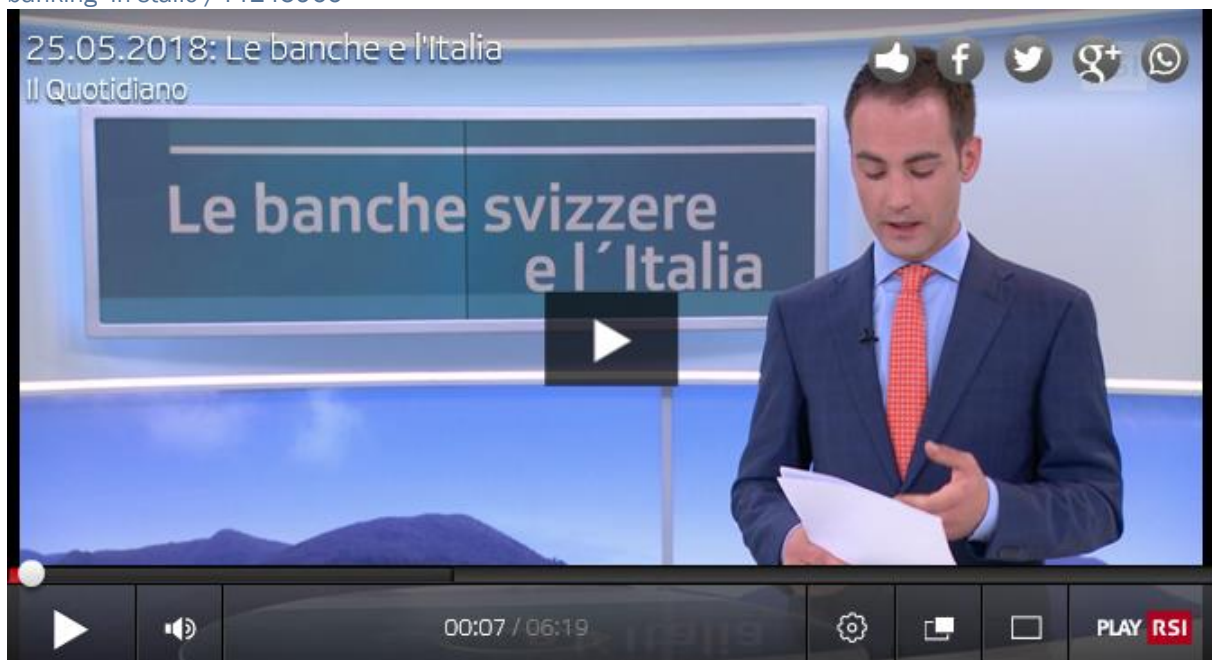 25.05.2018: Le banche e l'Italia
Il Quotidiano
Le banche svizzere
e l´Italia
00:07 / 06:19
PLAY RSI